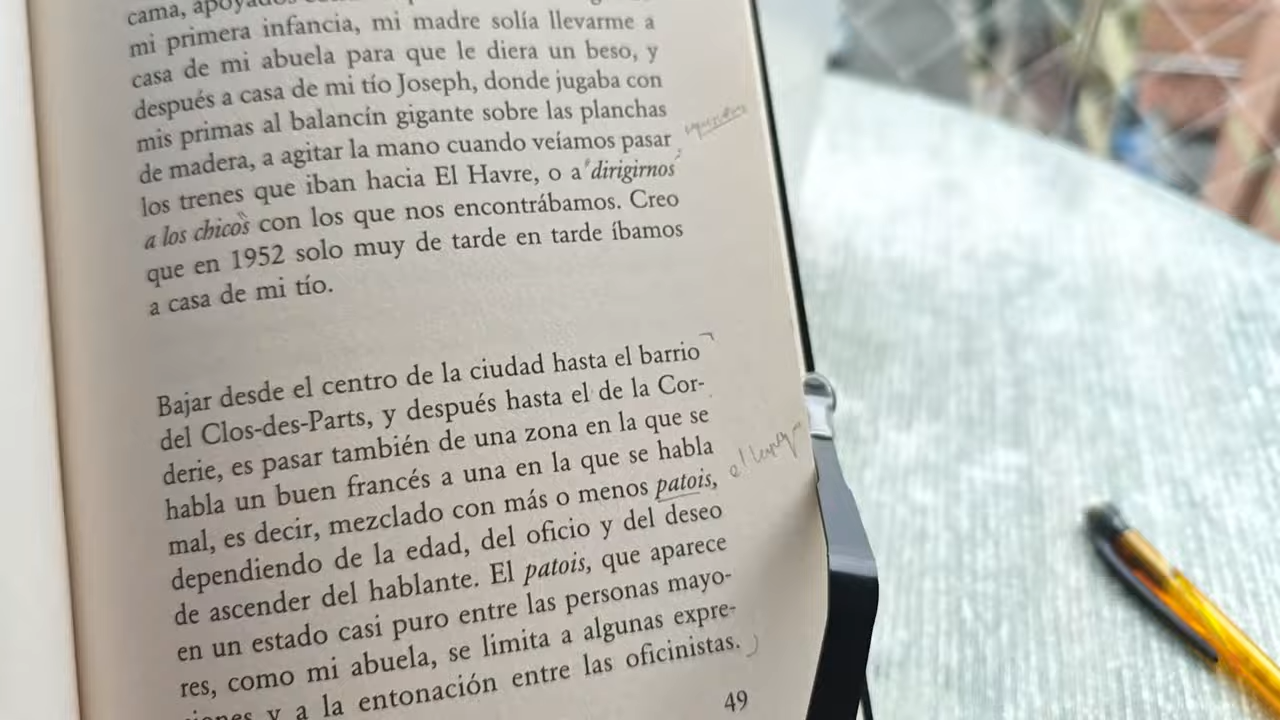 cama, apoyados
mi primera infancia, mi madre solía llevarme a
casa de mi abuela para que le diera un beso, y
después a casa de mi tío Joseph, donde jugaba con
mis primas al balancín gigante sobre las planchas
de madera, a agitar la mano cuando veíamos pasar
los trenes que iban hacia El Havre, o a dirigirnos
a los chicos con los que nos encontrábamos. Creo
que en 1952 solo muy de tarde en tarde íbamos
a casa de mi tío.
Bajar desde el centro de la ciudad hasta el barrio
del Clos-des-Parts, y después hasta el de la Cor-
derie, es pasar también de una zona en la que se
habla un buen francés a una en la que se habla
mal, es decir, mezclado con más o menos patois,
dependiendo de la edad, del oficio y del deseo
de ascender del hablante. El patois, que aparece
en un estado casi puro entre las personas mayo-
res, como mi abuela, se limita a algunas expre-
siones y a la entonación entre las oficinistas.
49